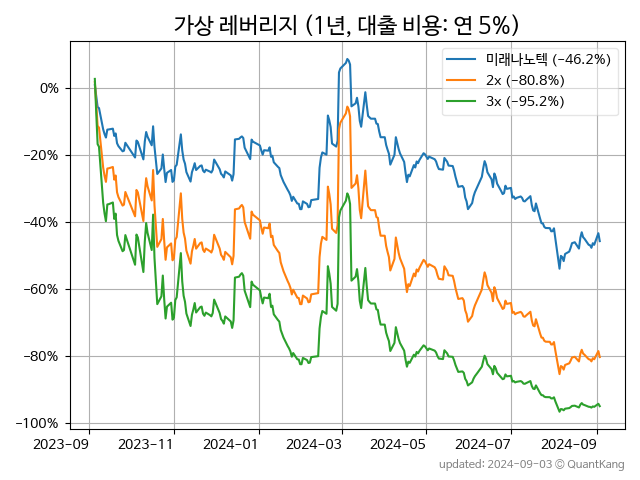 가상 레버리지 (1년, 대출 비용: 연 5%)
미래나노텍 (−46.2%)
2x (−80.8%)
3x (−95.2%)
0%
−20%
−40%
−60%
−80%
−100%
2023-09 2023-11 2024-01 2024-03 2024-05 2024-07 2024-09
updated: 2024-09-03 © QuantKang